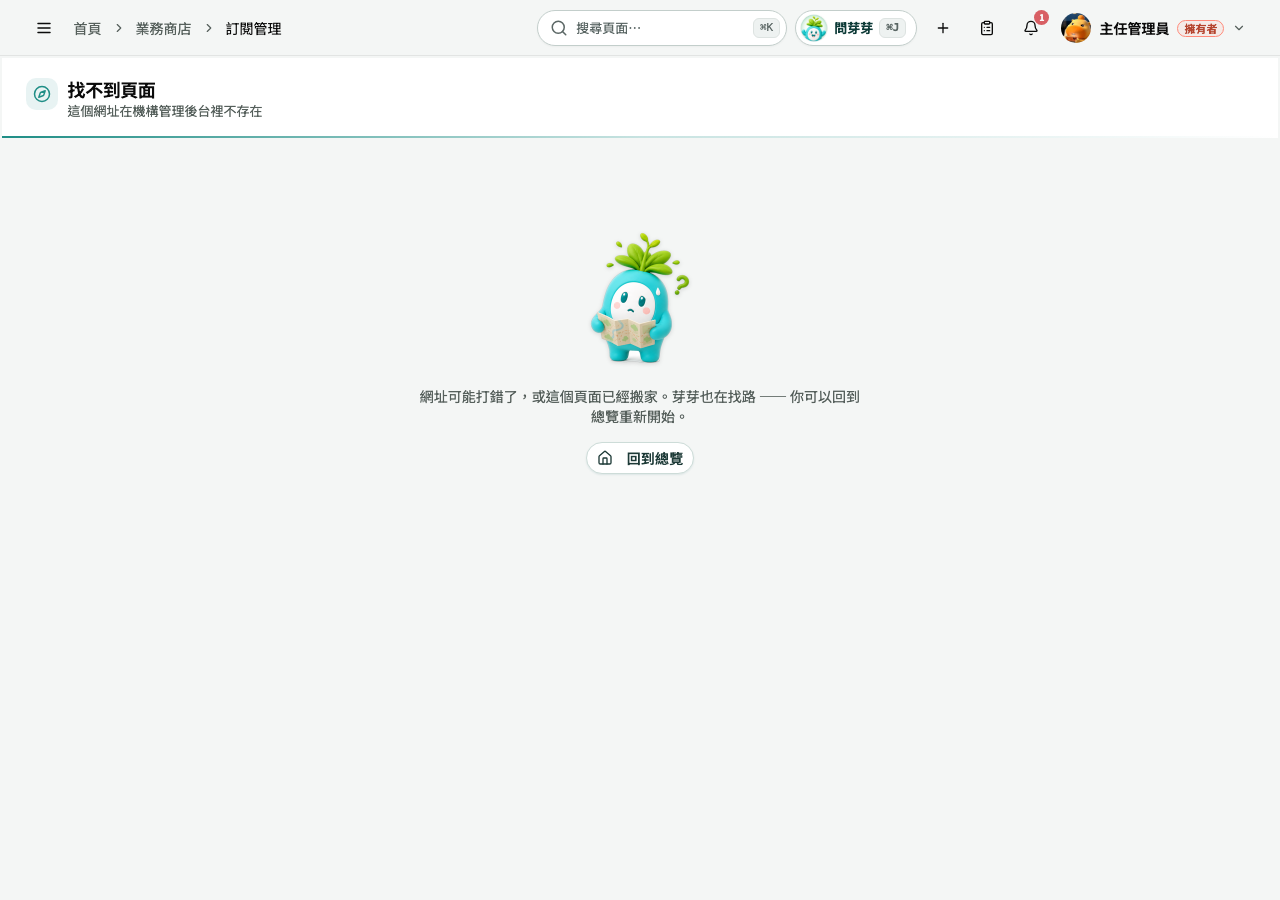 首頁 > 業務商店 > 訂閱管理
搜尋頁面… ⌘K
問芽芽 ⌘J
1
主任管理員 擁有者
找不到頁面
這個網址在機構管理後台裡不存在
?
網址可能打錯了，或這個頁面已經搬家。芽芽也在找路 —— 你可以回到
總覽重新開始。
回到總覽